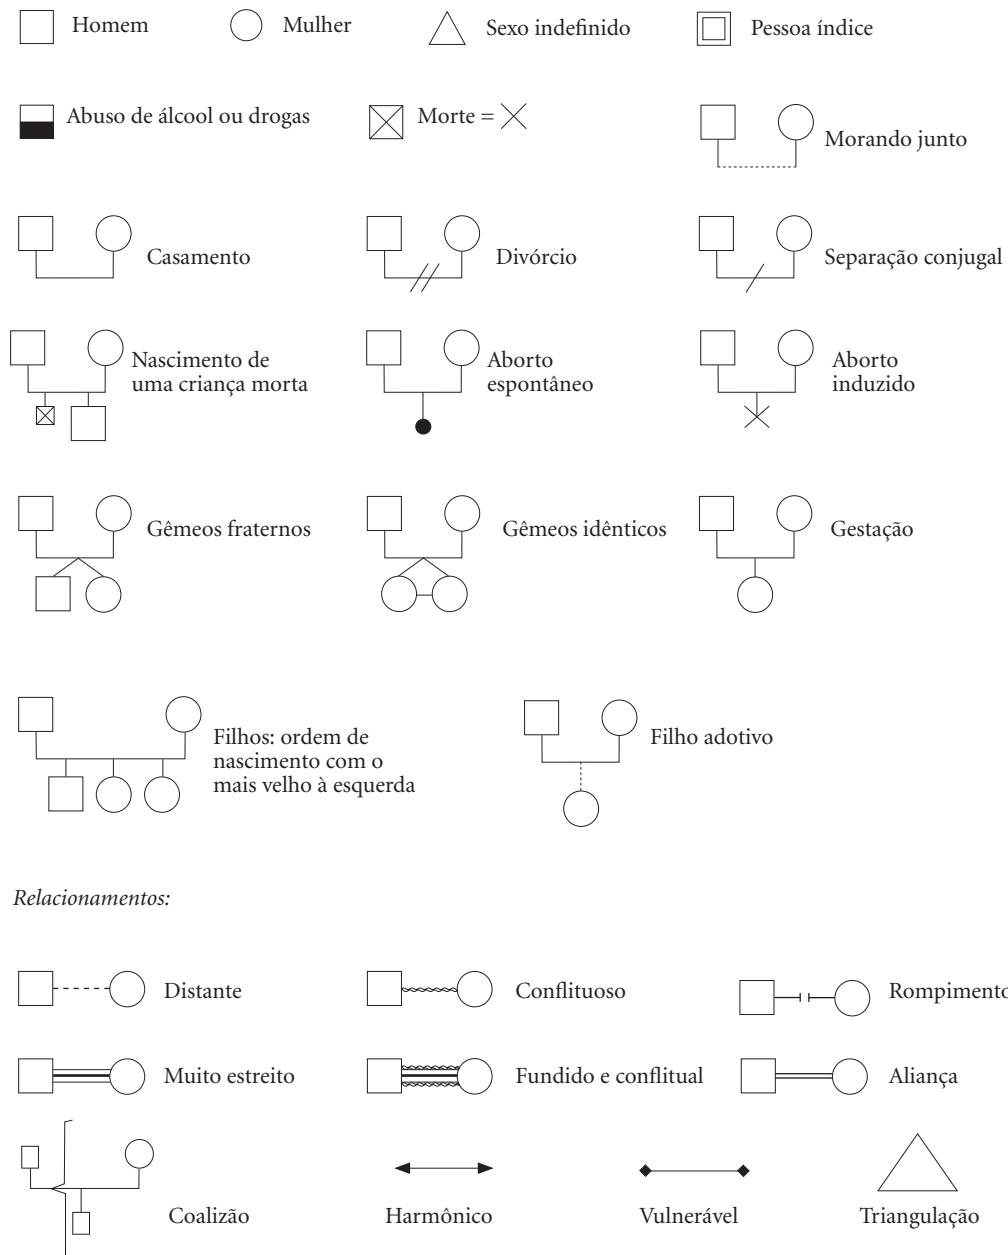 Homem
Mulher
Sexo indefinido
Pessoa índice
Abuso de álcool ou drogas
Morte =
Morando junto
Casamento
Divórcio
Separação conjugal
Nascimento de
uma criança morta
Aborto
espontâneo
Aborto
induzido
Gêmeos fraternos
Gêmeos idênticos
Gestação
Filhos: ordem de
nascimento com o
mais velho à esquerda
Filho adotivo
Relacionamentos:
Distante
Conflituoso
Rompimento
Muito estreito
Fundido e conflitual
Aliança
Coalizão
Harmônico
Vulnerável
Triangulação